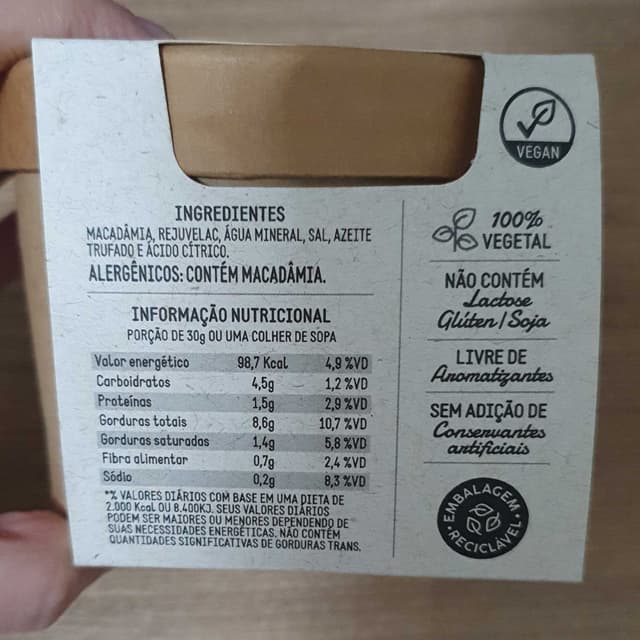 VEGAN
INGREDIENTES
MACADÂMIA, REJUVELAC, ÁGUA MINERAL, SAL, AZEITE
TRUFADO E ÁCIDO CÍTRICO.
ALERGÊNICOS: CONTÉM MACADÂMIA.
INFORMAÇÃO NUTRICIONAL
PORÇÃO DE 30g OU UMA COLHER DE SOPA
Valor energético 98,7 Kcal 4,9 %VD
Carboidratos 4,5g 1,2 %VD
Proteínas 1,5g 2,9 %VD
Gorduras totais 8,6g 10,7 %VD
Gorduras saturadas 1,4g 5,8 %VD
Fibra alimentar 0,7g 2,4 %VD
Sódio 0,2g 8,3 %VD
*% VALORES DIÁRIOS COM BASE EM UMA DIETA DE
2.000 Kcal OU 8.400KJ. SEUS VALORES DIÁRIOS
PODEM SER MAIORES OU MENORES DEPENDENDO DE
SUAS NECESSIDADES ENERGÉTICAS. NÃO CONTÉM
QUANTIDADES SIGNIFICATIVAS DE GORDURAS TRANS.
100%
VEGETAL
NÃO CONTÉM
Lactose
Glúten | Soja
LIVRE DE
Aromatizantes
SEM ADIÇÃO DE
Conservantes
artificiais
• EMBALAGEM •
RECICLÁVEL